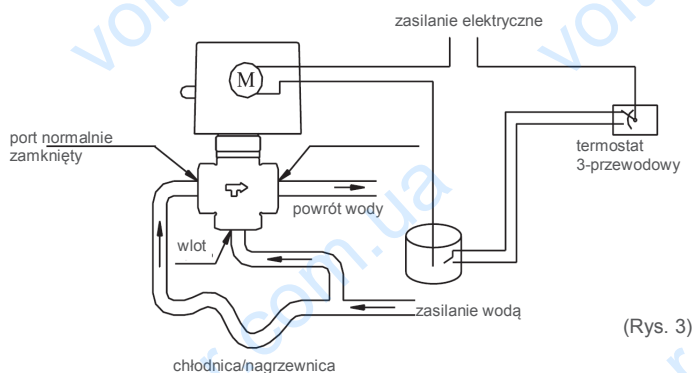 zasilanie elektryczne
M
port normalnie
zamknięty
termostat
3-przewodowy
powrót wody
wlot
zasilanie wodą
(Rys. 3)
chłodnica/nagrzewnica